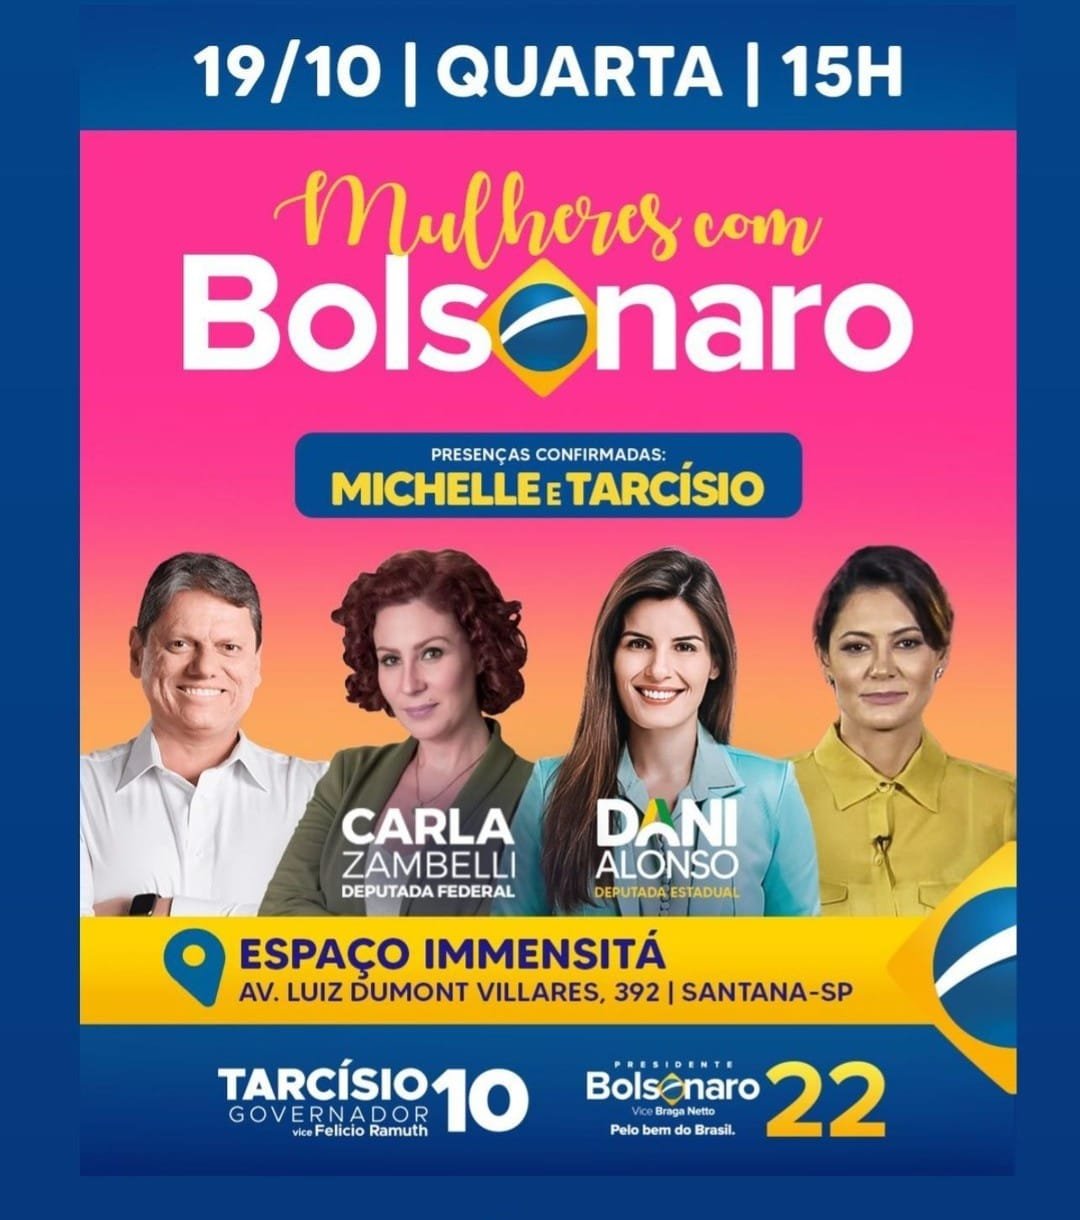 19/10 | QUARTA | 15H
Mulheres com
Bolsonaro
PRESENÇAS CONFIRMADAS:
MICHELLE E TARCÍSIO
CARLA
ZAMBELLI
DEPUTADA FEDERAL
DANI
ALONSO
DEPUTADA ESTADUAL
ESPAÇO IMMENSITÁ
AV. LUIZ DUMONT VILLARES, 392 | SANTANA-SP
TARCÍSIO 10
GOVERNADOR
vice Felicio Ramuth
PRESIDENTE
Bolsonaro 22
Vice Braga Netto
Pelo bem do Brasil.